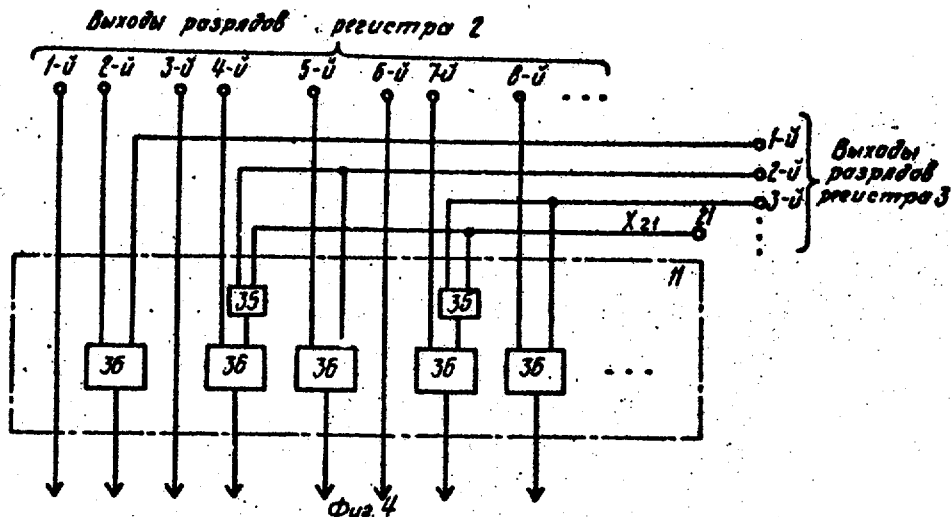 Выходы разрядов регистра 2
1-й 2-й 3-й 4-й 5-й 6-й 7-й 8-й ...
1-й
2-й
3-й
Выходы
разрядов
регистра 3
X21 21
11
35 35
36 36 36 36 36 ...
Фиг. 4